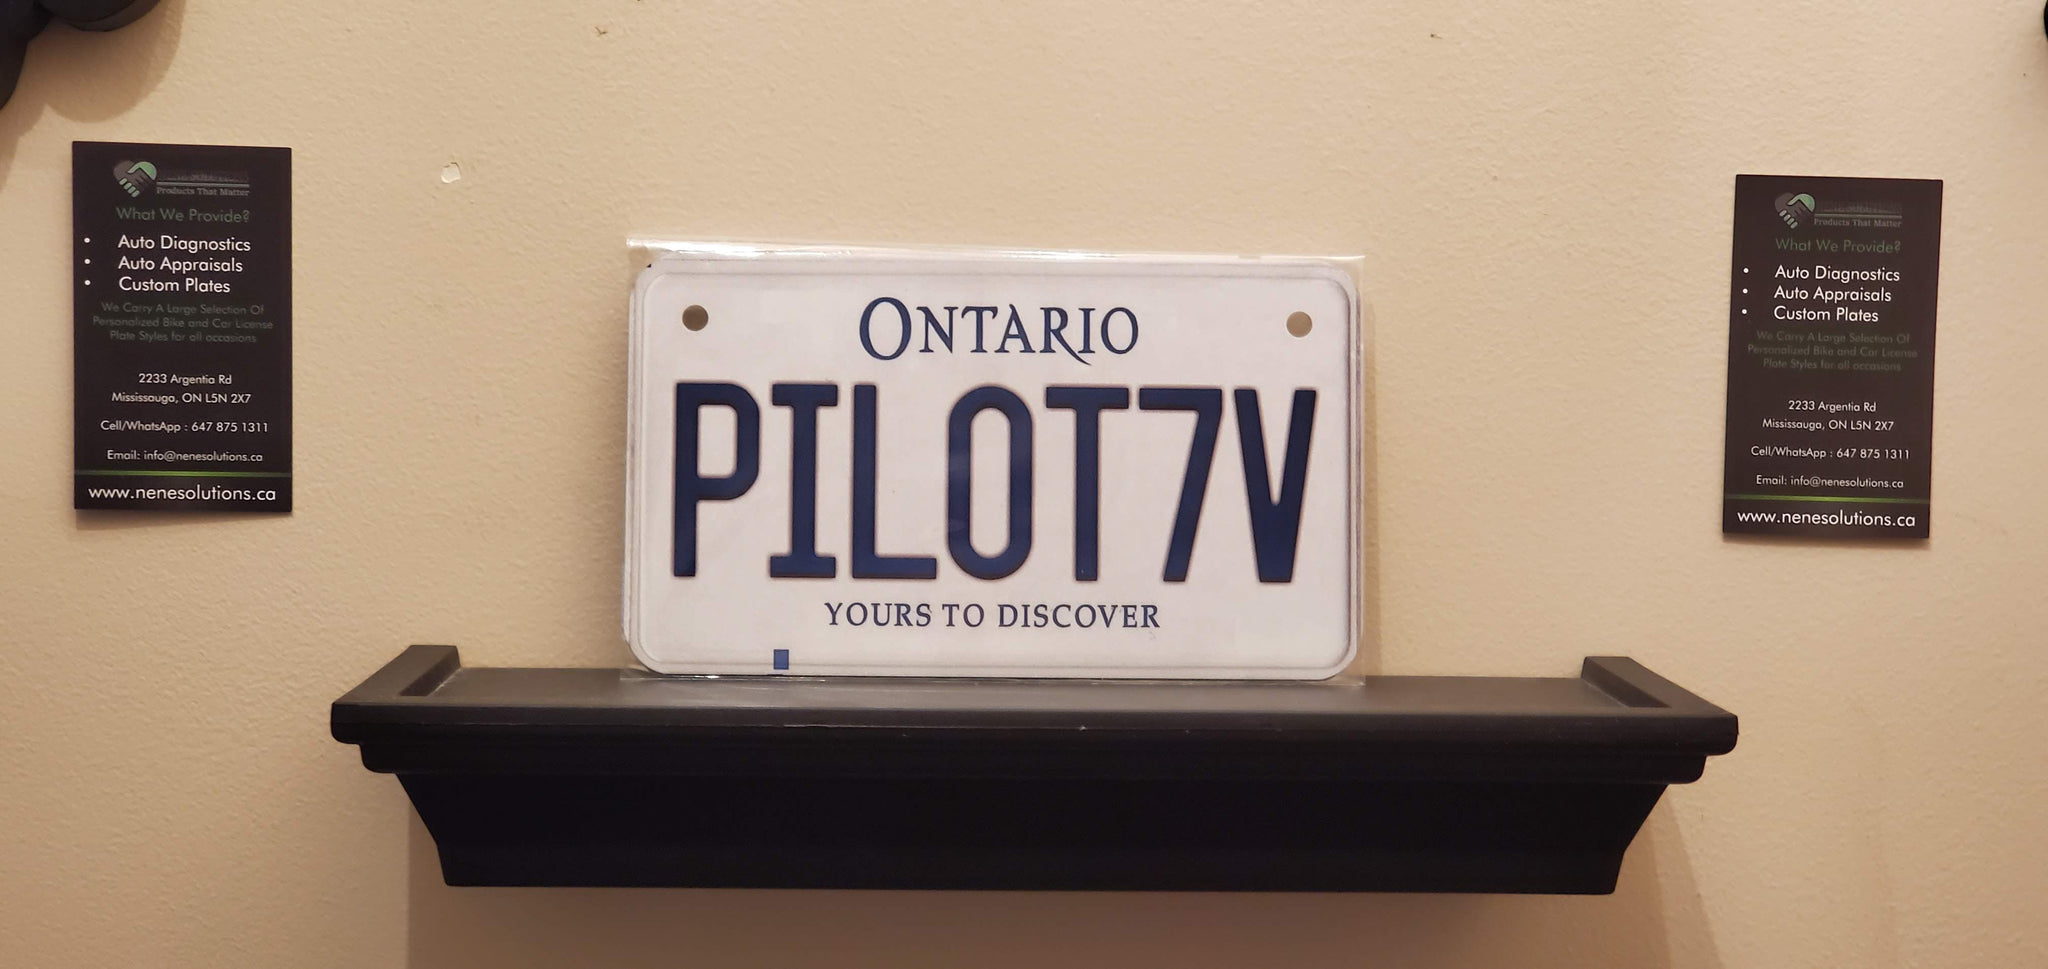 Products That Matter
What We Provide?
• Auto Diagnostics
• Auto Appraisals
• Custom Plates
We Carry A Large Selection Of
Personalized Bike and Car License
Plate Styles for all occasions
2233 Argentia Rd
Mississauga, ON L5N 2X7
Cell/WhatsApp : 647 875 1311
Email: info@nenesolutions.ca
www.nenesolutions.ca
ONTARIO
PILOT7V
YOURS TO DISCOVER
Products That Matter
What We Provide?
• Auto Diagnostics
• Auto Appraisals
• Custom Plates
We Carry A Large Selection Of
Personalized Bike and Car License
Plate Styles for all occasions
2233 Argentia Rd
Mississauga, ON L5N 2X7
Cell/WhatsApp : 647 875 1311
Email: info@nenesolutions.ca
www.nenesolutions.ca